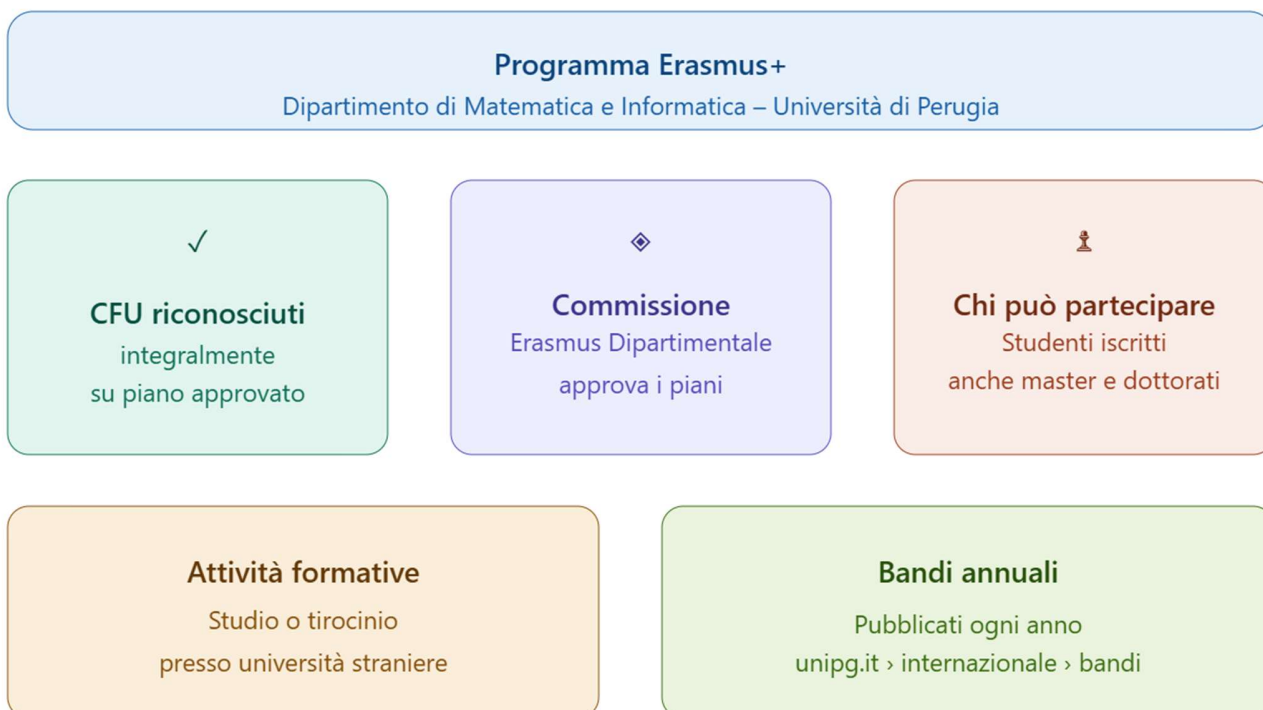 Programma Erasmus+
Dipartimento di Matematica e Informatica – Università di Perugia
✓
CFU riconosciuti
integralmente
su piano approvato
◈
Commissione
Erasmus Dipartimentale
approva i piani
Chi può partecipare
Studenti iscritti
anche master e dottorati
Attività formative
Studio o tirocinio
presso università straniere
Bandi annuali
Pubblicati ogni anno
unipg.it › internazionale › bandi